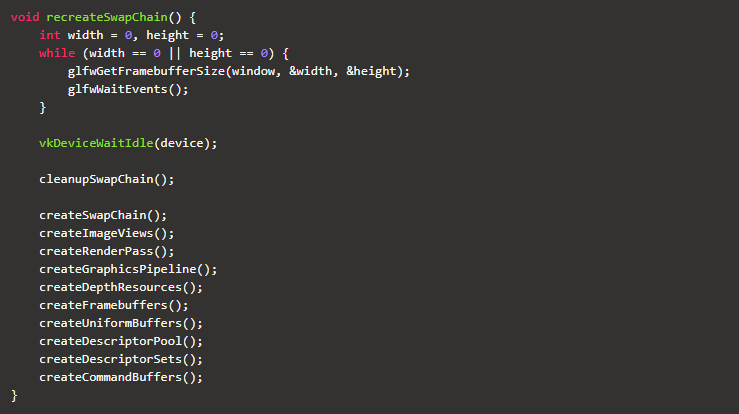 void recreateSwapChain() {
    int width = 0, height = 0;
    while (width == 0 || height == 0) {
        glfwGetFramebufferSize(window, &width, &height);
        glfwWaitEvents();
    }

    vkDeviceWaitIdle(device);

    cleanupSwapChain();

    createSwapChain();
    createImageViews();
    createRenderPass();
    createGraphicsPipeline();
    createDepthResources();
    createFramebuffers();
    createUniformBuffers();
    createDescriptorPool();
    createDescriptorSets();
    createCommandBuffers();
}